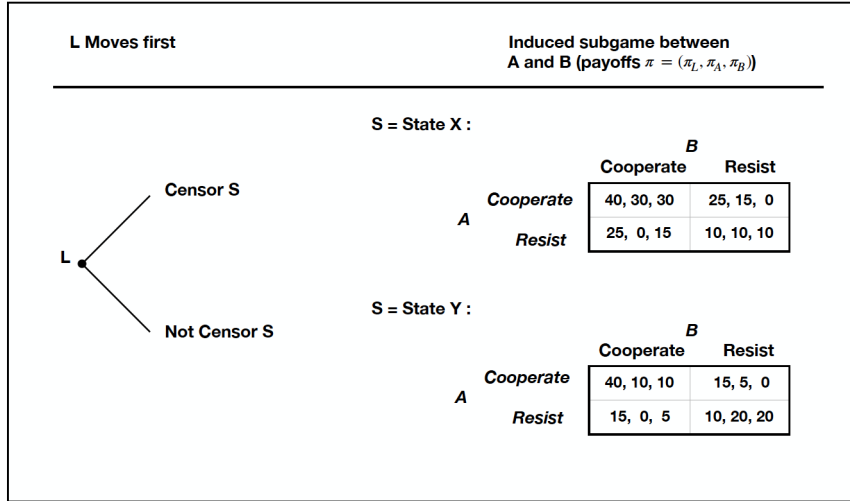 L Moves first
Induced subgame between
A and B (payoffs π = (π_L, π_A, π_B))
S = State X :
B
Cooperate Resist
Censor S
Cooperate 40, 30, 30 25, 15, 0
A
Resist 25, 0, 15 10, 10, 10
L
S = State Y :
Not Censor S
B
Cooperate Resist
Cooperate 40, 10, 10 15, 5, 0
A
Resist 15, 0, 5 10, 20, 20